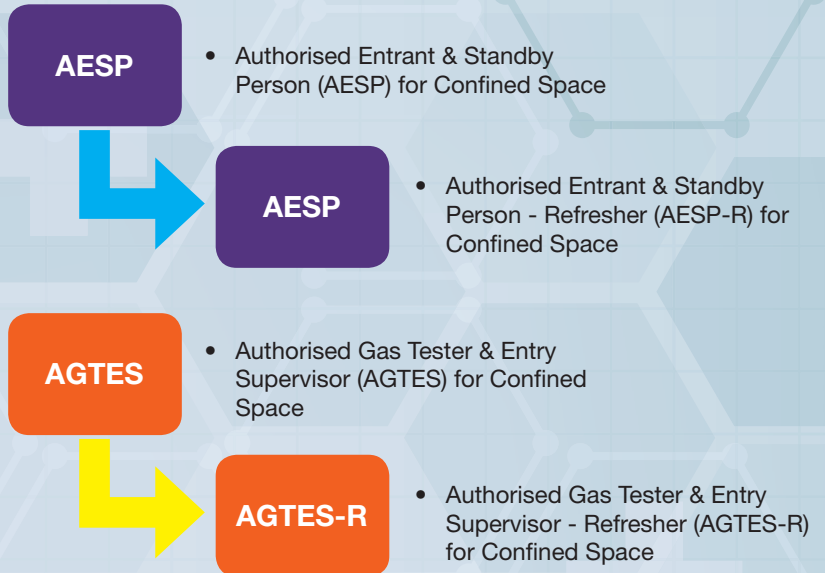 AESP
• Authorised Entrant & Standby
Person (AESP) for Confined Space
AESP
• Authorised Entrant & Standby
Person - Refresher (AESP-R) for
Confined Space
AGTES
• Authorised Gas Tester & Entry
Supervisor (AGTES) for Confined
Space
AGTES-R
• Authorised Gas Tester & Entry
Supervisor - Refresher (AGTES-R)
for Confined Space